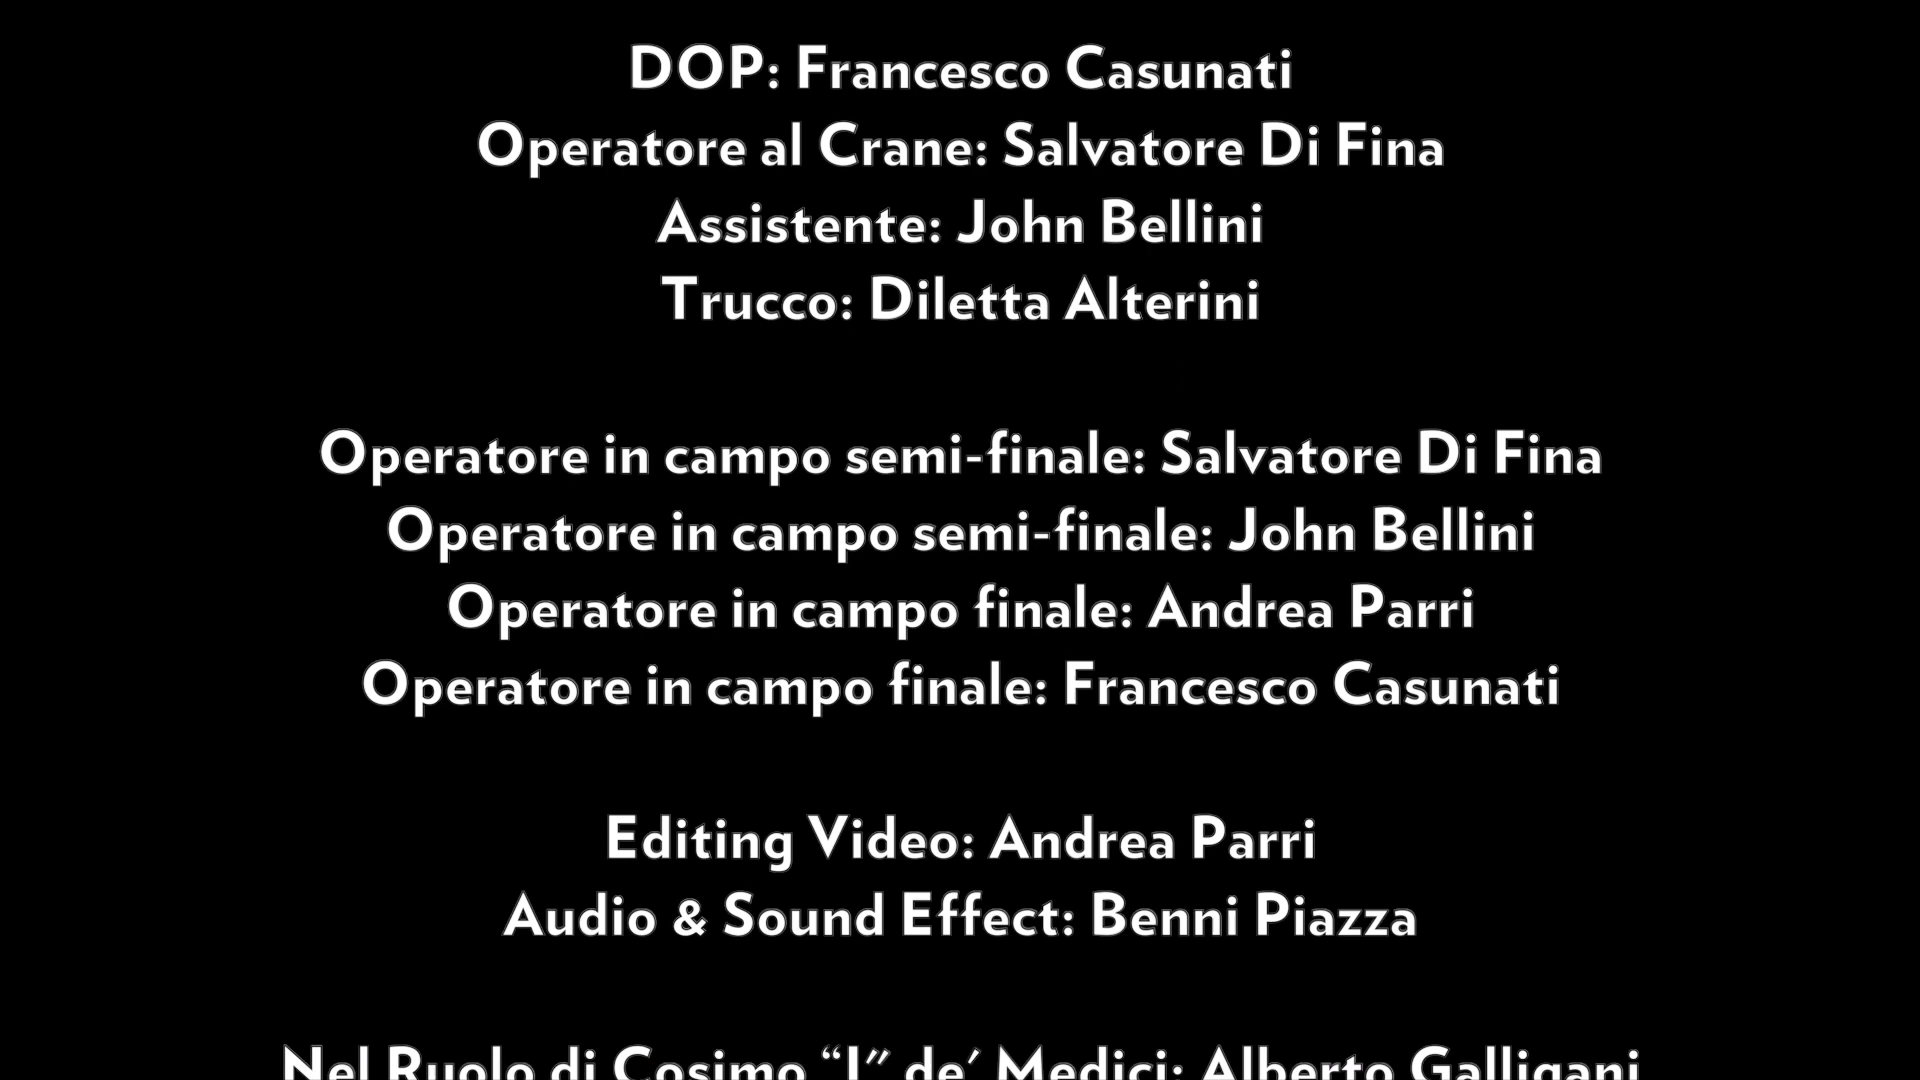 DOP: Francesco Casunati
Operatore al Crane: Salvatore Di Fina
Assistente: John Bellini
Trucco: Diletta Alterini
Operatore in campo semi-finale: Salvatore Di Fina
Operatore in campo semi-finale: John Bellini
Operatore in campo finale: Andrea Parri
Operatore in campo finale: Francesco Casunati
Editing Video: Andrea Parri
Audio & Sound Effect: Benni Piazza
Nel Ruolo di Cosimo “I” de’ Medici: Alberto Galligani